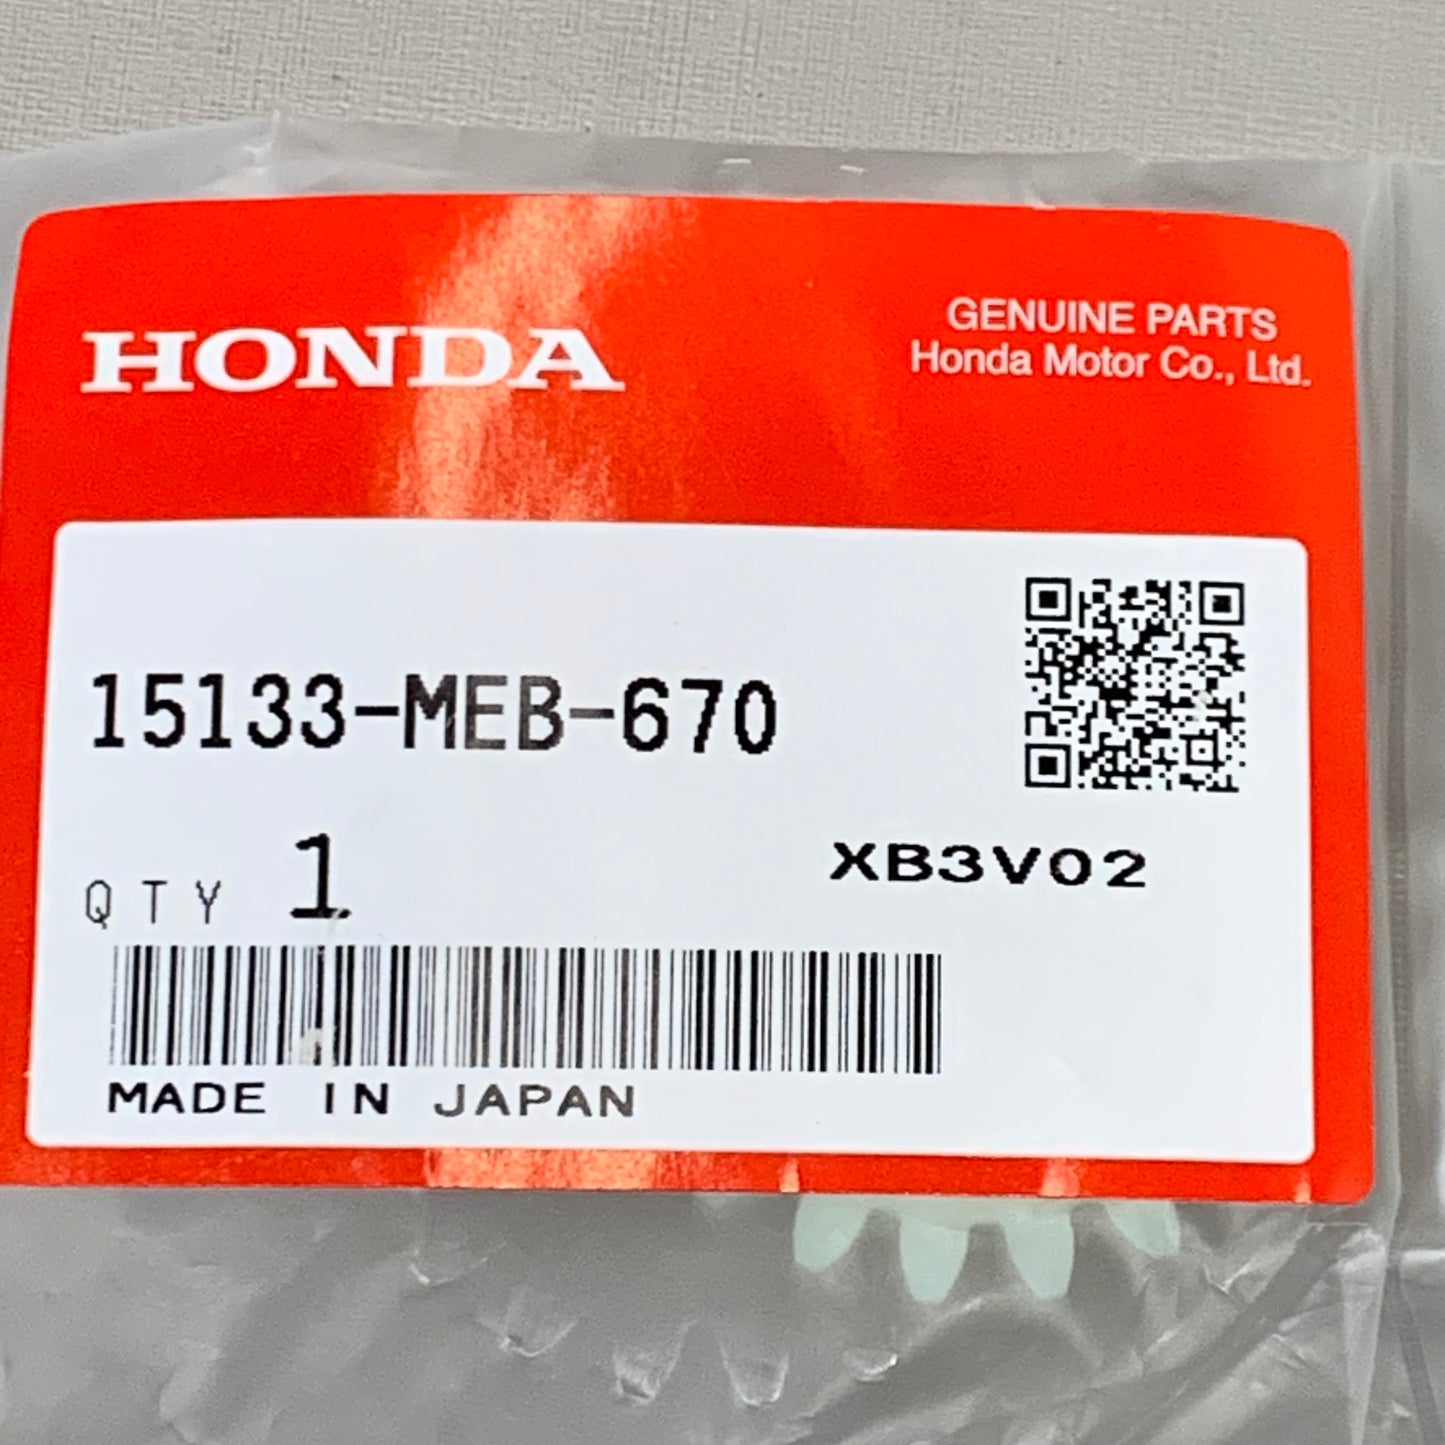 HONDA
GENUINE PARTS
Honda Motor Co., Ltd.
15133-MEB-670
QTY 1
XB3V02
MADE IN JAPAN